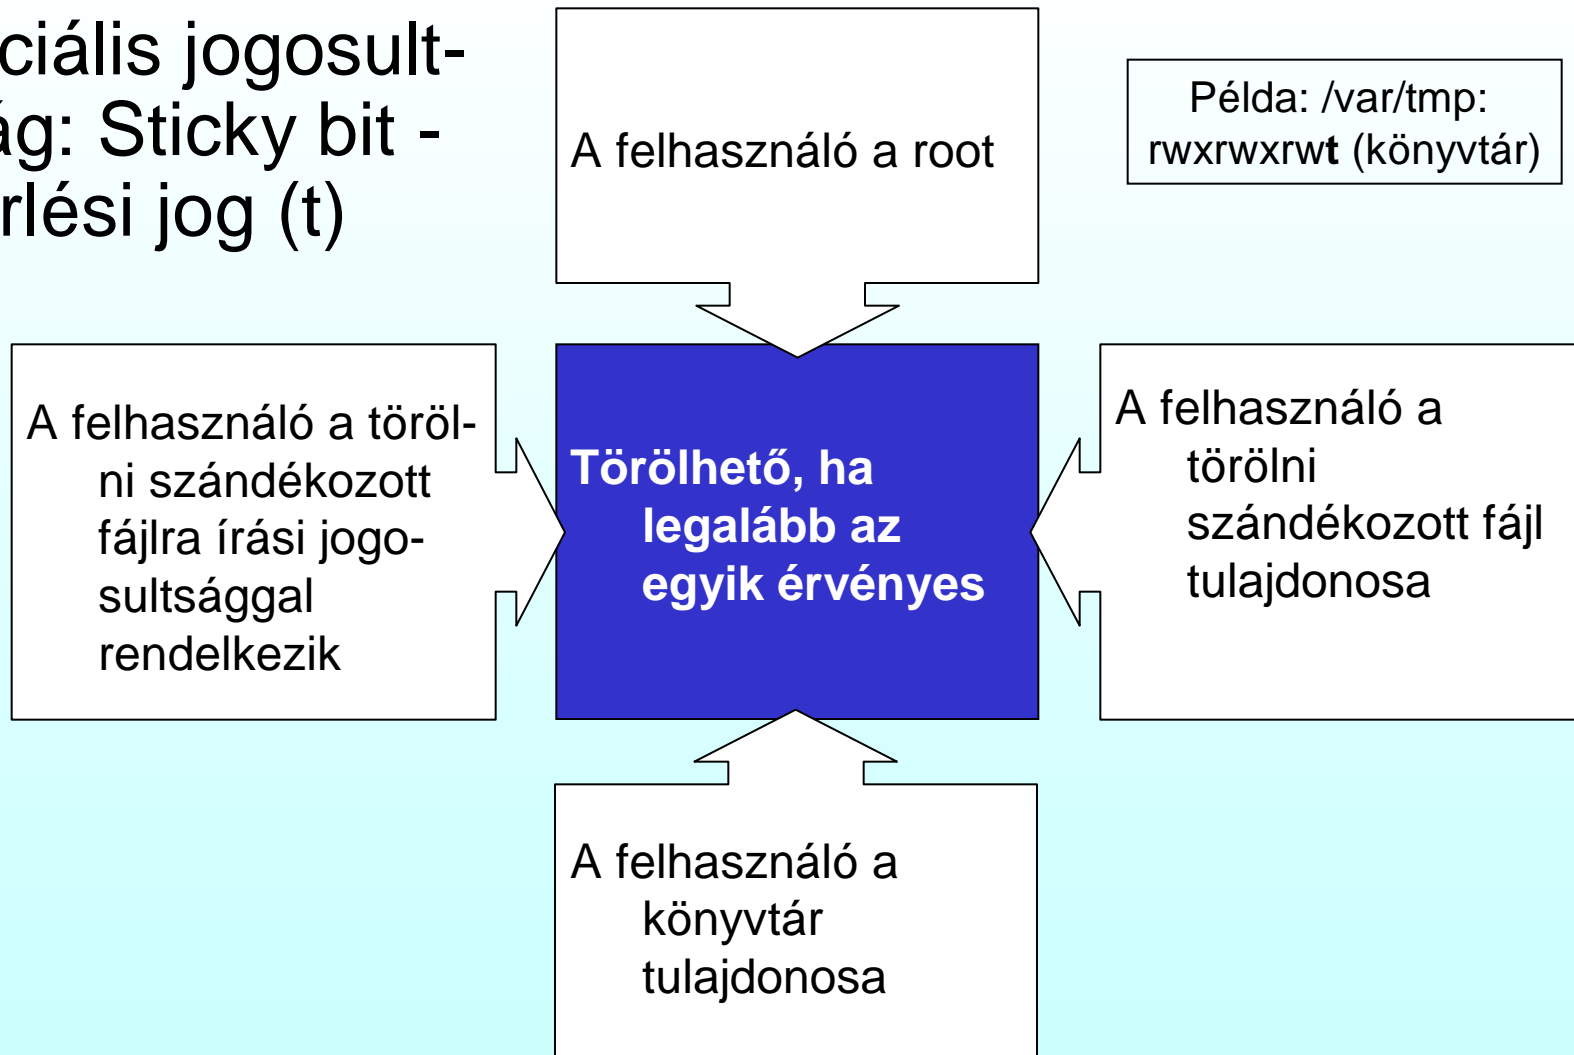 ciális jogosult-
ág: Sticky bit -
rlési jog (t)
A felhasználó a root
Példa: /var/tmp:
rwxrwxrwt (könyvtár)
A felhasználó a töröl-
ni szándékozott
fájlra írási jogo-
sultsággal
rendelkezik
Törölhető, ha
legalább az
egyik érvényes
A felhasználó a
törölni
szándékozott fájl
tulajdonosa
A felhasználó a
könyvtár
tulajdonosa